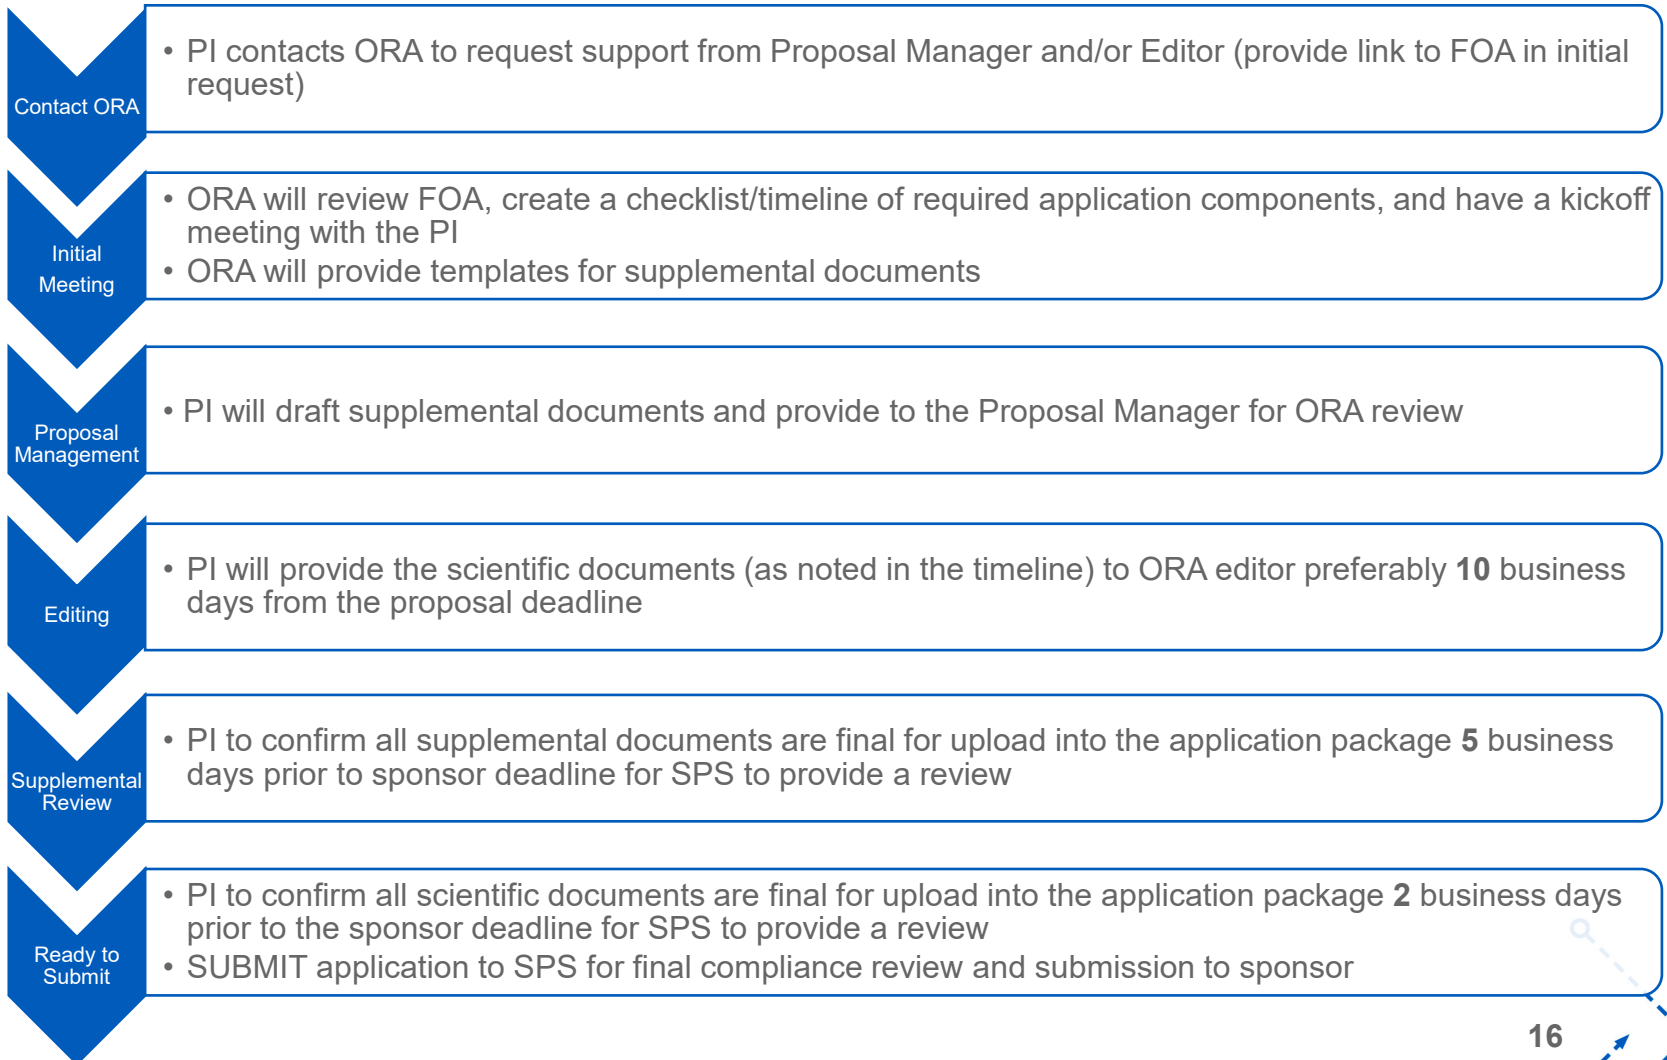 Contact ORA
• PI contacts ORA to request support from Proposal Manager and/or Editor (provide link to FOA in initial
request)
Initial
Meeting
• ORA will review FOA, create a checklist/timeline of required application components, and have a kickoff
meeting with the PI
• ORA will provide templates for supplemental documents
Proposal
Management
• PI will draft supplemental documents and provide to the Proposal Manager for ORA review
Editing
• PI will provide the scientific documents (as noted in the timeline) to ORA editor preferably 10 business
days from the proposal deadline
Supplemental
Review
• PI to confirm all supplemental documents are final for upload into the application package 5 business
days prior to sponsor deadline for SPS to provide a review
Ready to
Submit
• PI to confirm all scientific documents are final for upload into the application package 2 business days
prior to the sponsor deadline for SPS to provide a review
• SUBMIT application to SPS for final compliance review and submission to sponsor
16